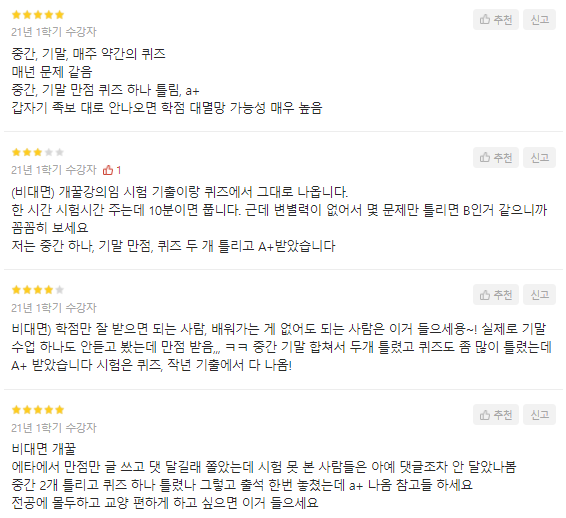 추천 신고
21년 1학기 수강자
중간, 기말, 매주 약간의 퀴즈
매년 문제 같음
중간, 기말 만점 퀴즈 하나 틀림, a+
갑자기 족보 대로 안나오면 학점 대멸망 가능성 매우 높음
추천 신고
21년 1학기 수강자 1
(비대면) 개꿀강의임 시험 기출이랑 퀴즈에서 그대로 나옵니다.
한 시간 시험시간 주는데 10분이면 풉니다. 근데 변별력이 없어서 몇 문제만 틀리면 B인거 같으니까
꼼꼼히 보세요
저는 중간 하나, 기말 만점, 퀴즈 두 개 틀리고 A+받았습니다
추천 신고
21년 1학기 수강자
비대면) 학점만 잘 받으면 되는 사람, 배워가는 게 없어도 되는 사람은 이거 들으세용~! 실제로 기말
수업 하나도 안듣고 봤는데 만점 받음,,, ㅋㅋ 중간 기말 합쳐서 두개 틀렸고 퀴즈도 좀 많이 틀렸는데
A+ 받았습니다 시험은 퀴즈, 작년 기출에서 다 나옴!
추천 신고
21년 1학기 수강자
비대면 개꿀
에타에서 만점만 글 쓰고 댓 달길래 쫄았는데 시험 못 본 사람들은 아예 댓글조차 안 달았나봄
중간 2개 틀리고 퀴즈 하나 틀렸나 그렇고 출석 한번 놓쳤는데 a+ 나옴 참고들 하세요
전공에 몰두하고 교양 편하게 하고 싶으면 이거 들으세요